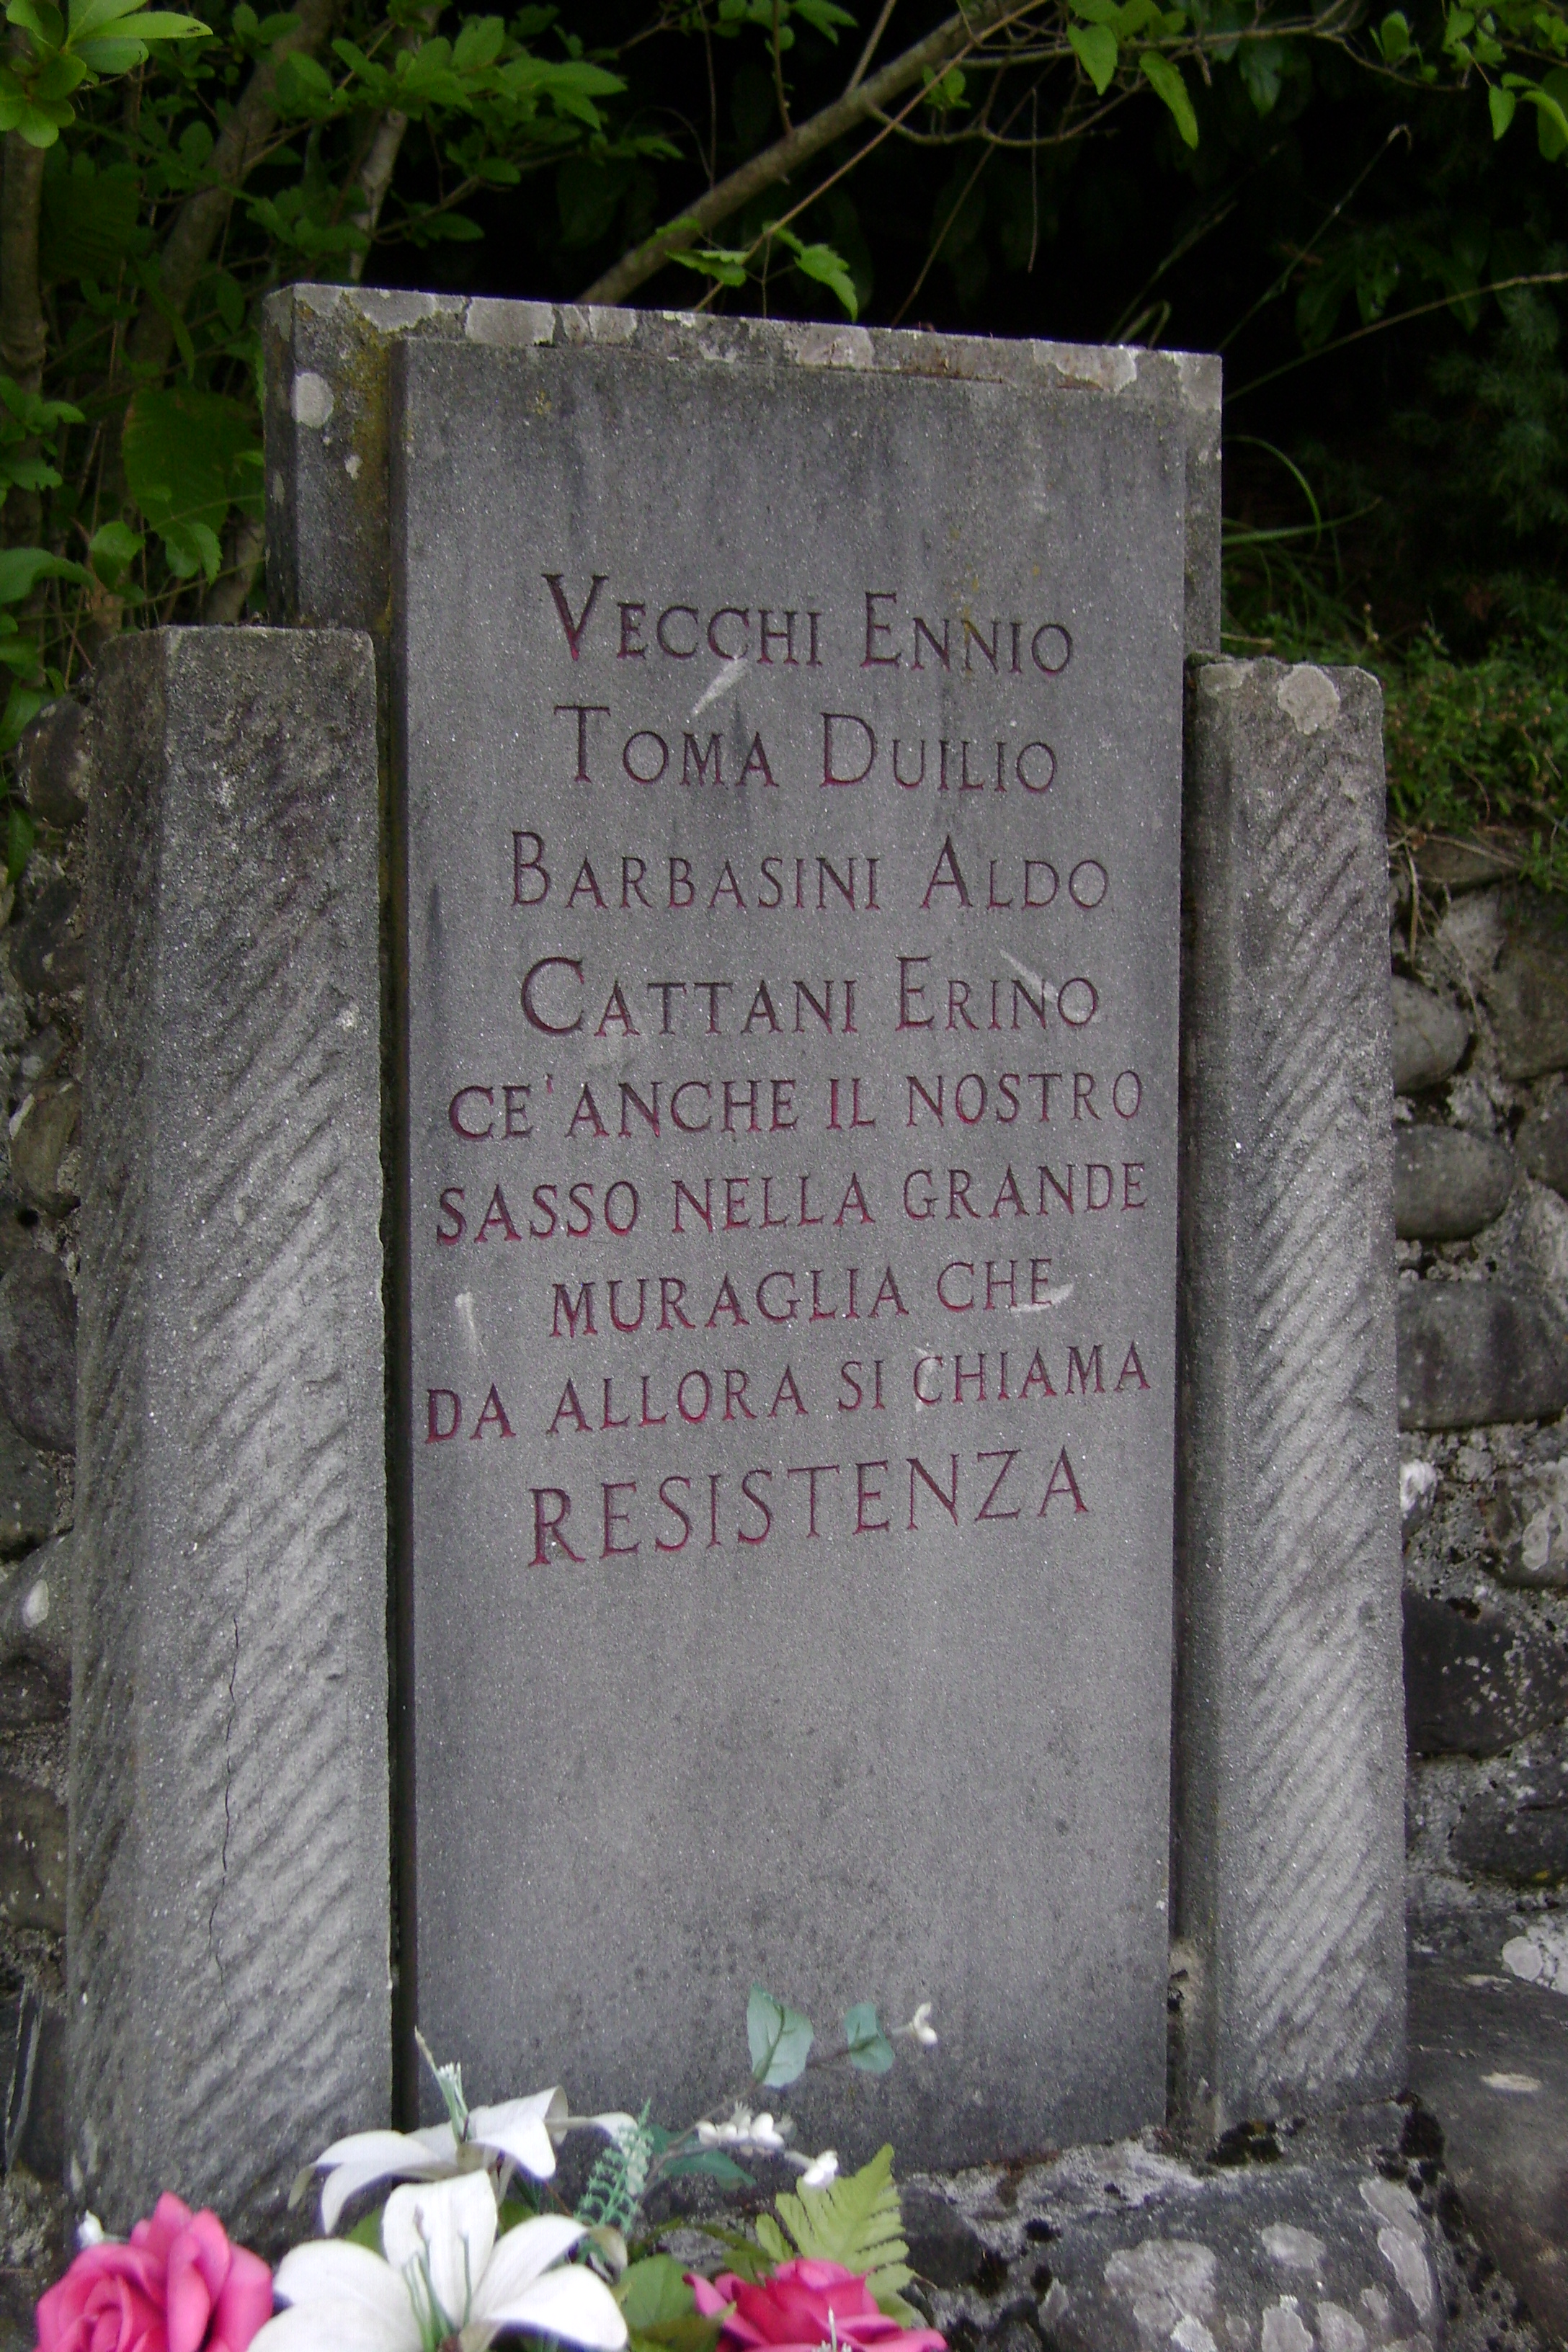 VECCHI ENNIO
TOMA DUILIO
BARBASINI ALDO
CATTANI ERINO
CE'ANCHE IL NOSTRO
SASSO NELLA GRANDE
MURAGLIA CHE
DA ALLORA SI CHIAMA
RESISTENZA